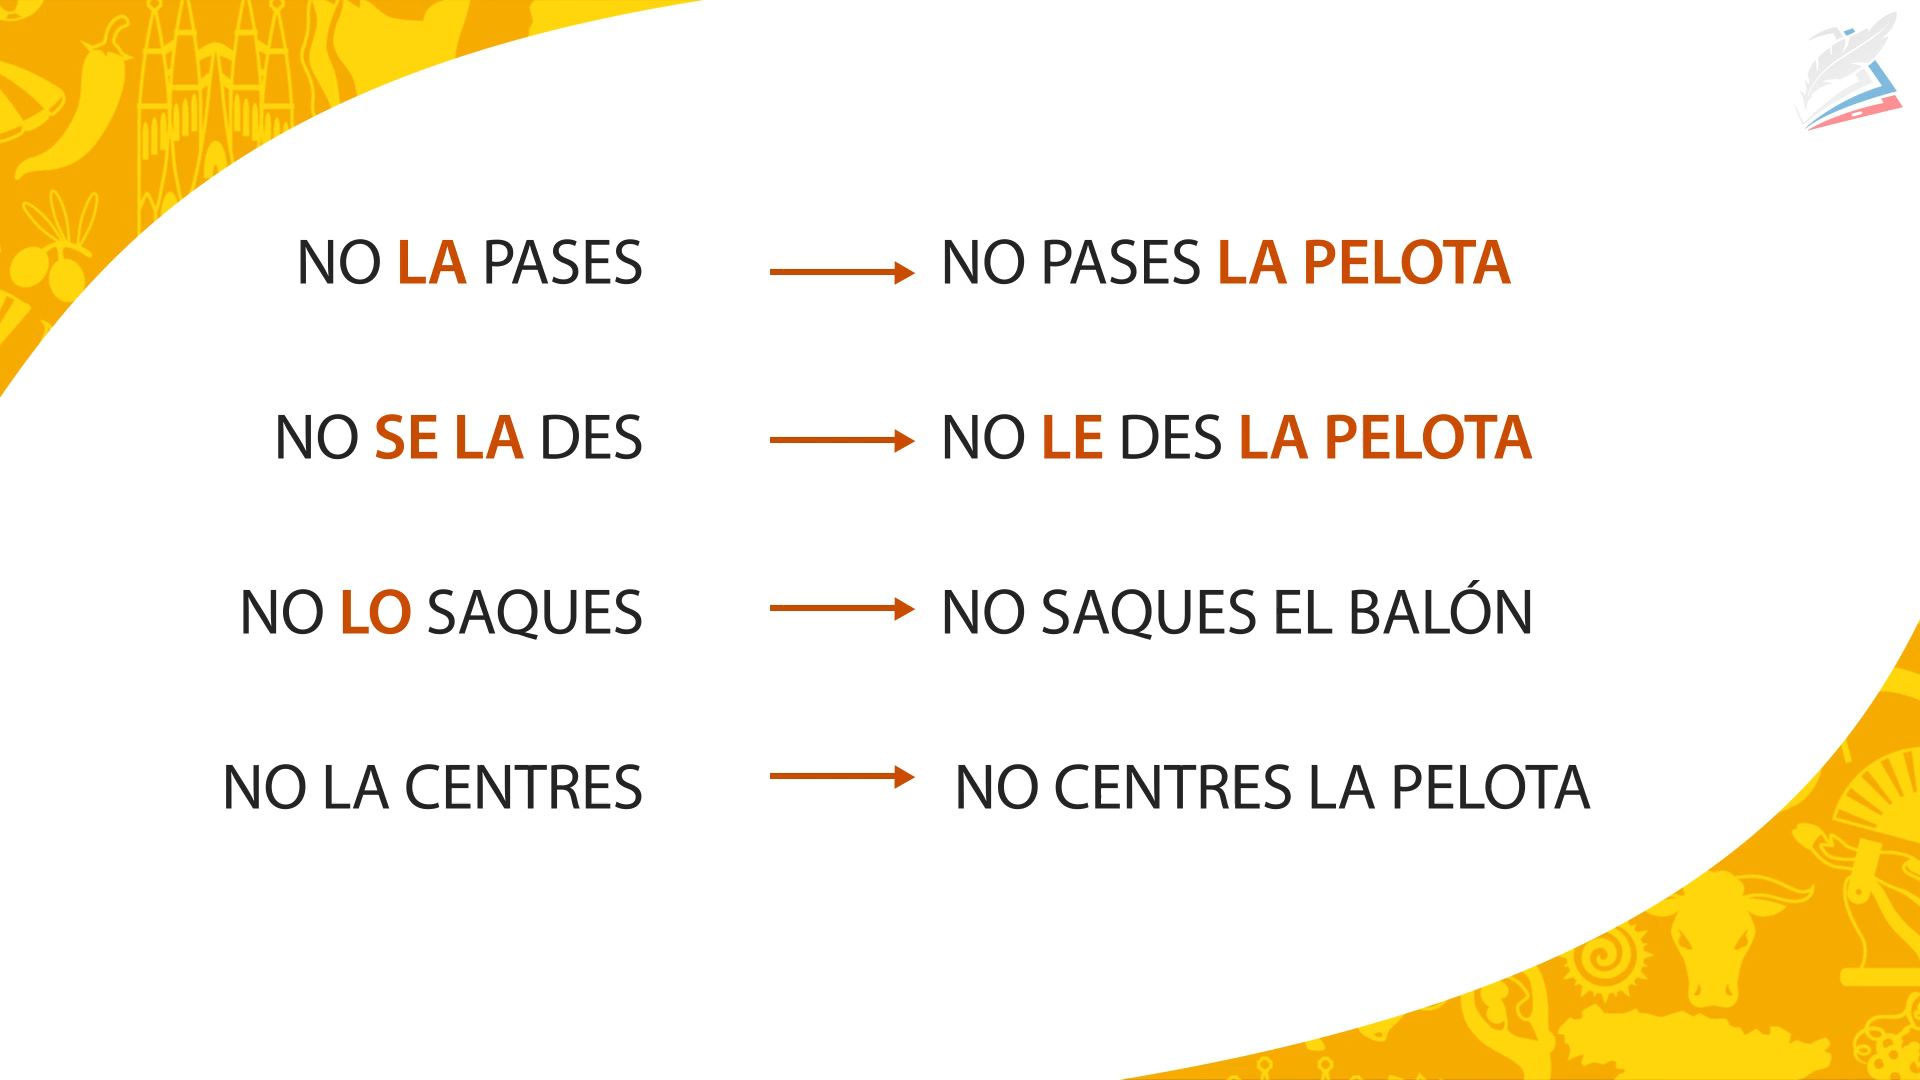 NO LA PASES → NO PASES LA PELOTA
NO SE LA DES → NO LE DES LA PELOTA
NO LO SAQUES → NO SAQUES EL BALÓN
NO LA CENTRES → NO CENTRES LA PELOTA